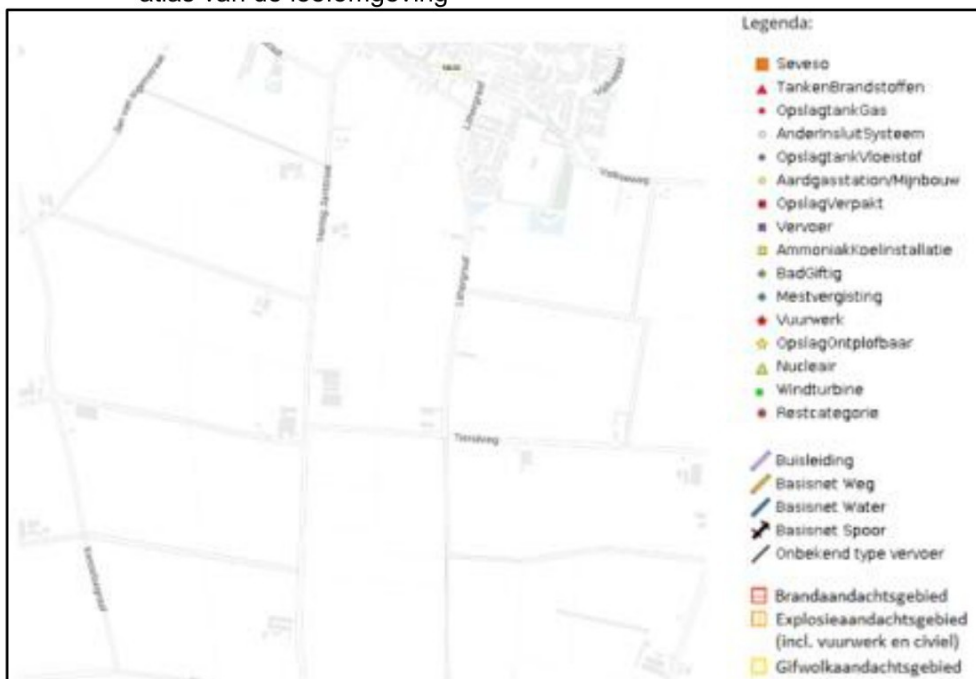 atlas van de leefomgeving
Legenda:
Seveso
TankenBrandstoffen
OpslagtankGas
AnderInsluitSysteem
OpslagtankVloeistof
Aardgasstation/Mijnbouw
OpslagVerpakt
Vervoer
AmmoniakKoelinstallatie
BadGiftig
Mestvergisting
Vuurwerk
OpslagOntplofbaar
Nucleair
Windturbine
Restcategorie
Buisleiding
Basisnet Weg
Basisnet Water
Basisnet Spoor
Onbekend type vervoer
Brandaandachtsgebied
Explosieaandachtsgebied
(incl. vuurwerk en civiel)
Gifwolkaandachtsgebied
Lithergraaf
Lithergraaf